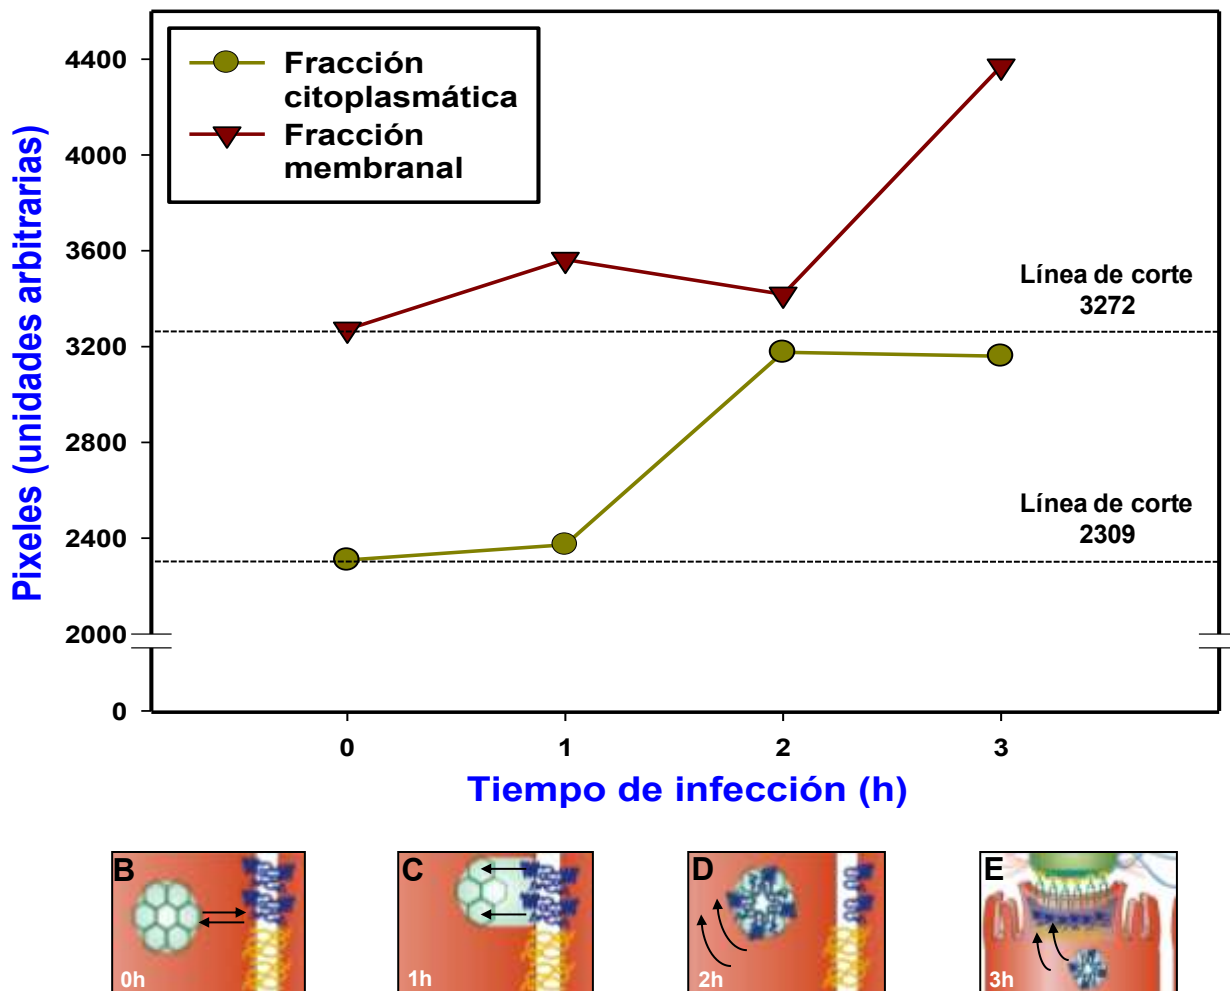 Fracción
citoplasmática
Fracción
membranal
4400
4000
3600
3200
2800
2400
2000
0
Pixeles (unidades arbitrarias)
Línea de corte
3272
Línea de corte
2309
0 1 2 3
Tiempo de infección (h)
B C D E
0h 1h 2h 3h